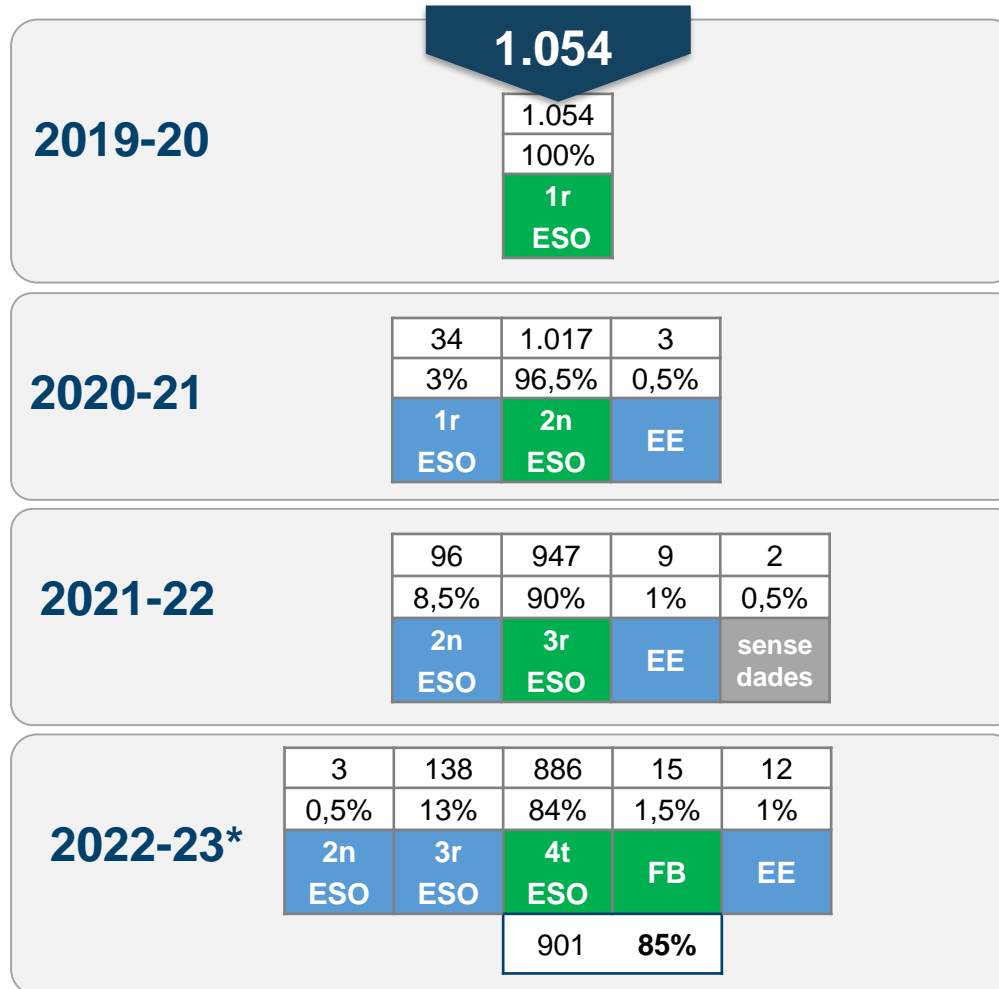 1.054
2019-20
1.054
100%
1r
ESO
2020-21
34 1.017 3
3% 96,5% 0,5%
1r 2n EE
ESO ESO
2021-22
96 947 9 2
8,5% 90% 1% 0,5%
2n 3r EE sense
ESO ESO dades
2022-23*
3 138 886 15 12
0,5% 13% 84% 1,5% 1%
2n 3r 4t FB EE
ESO ESO ESO
901 85%